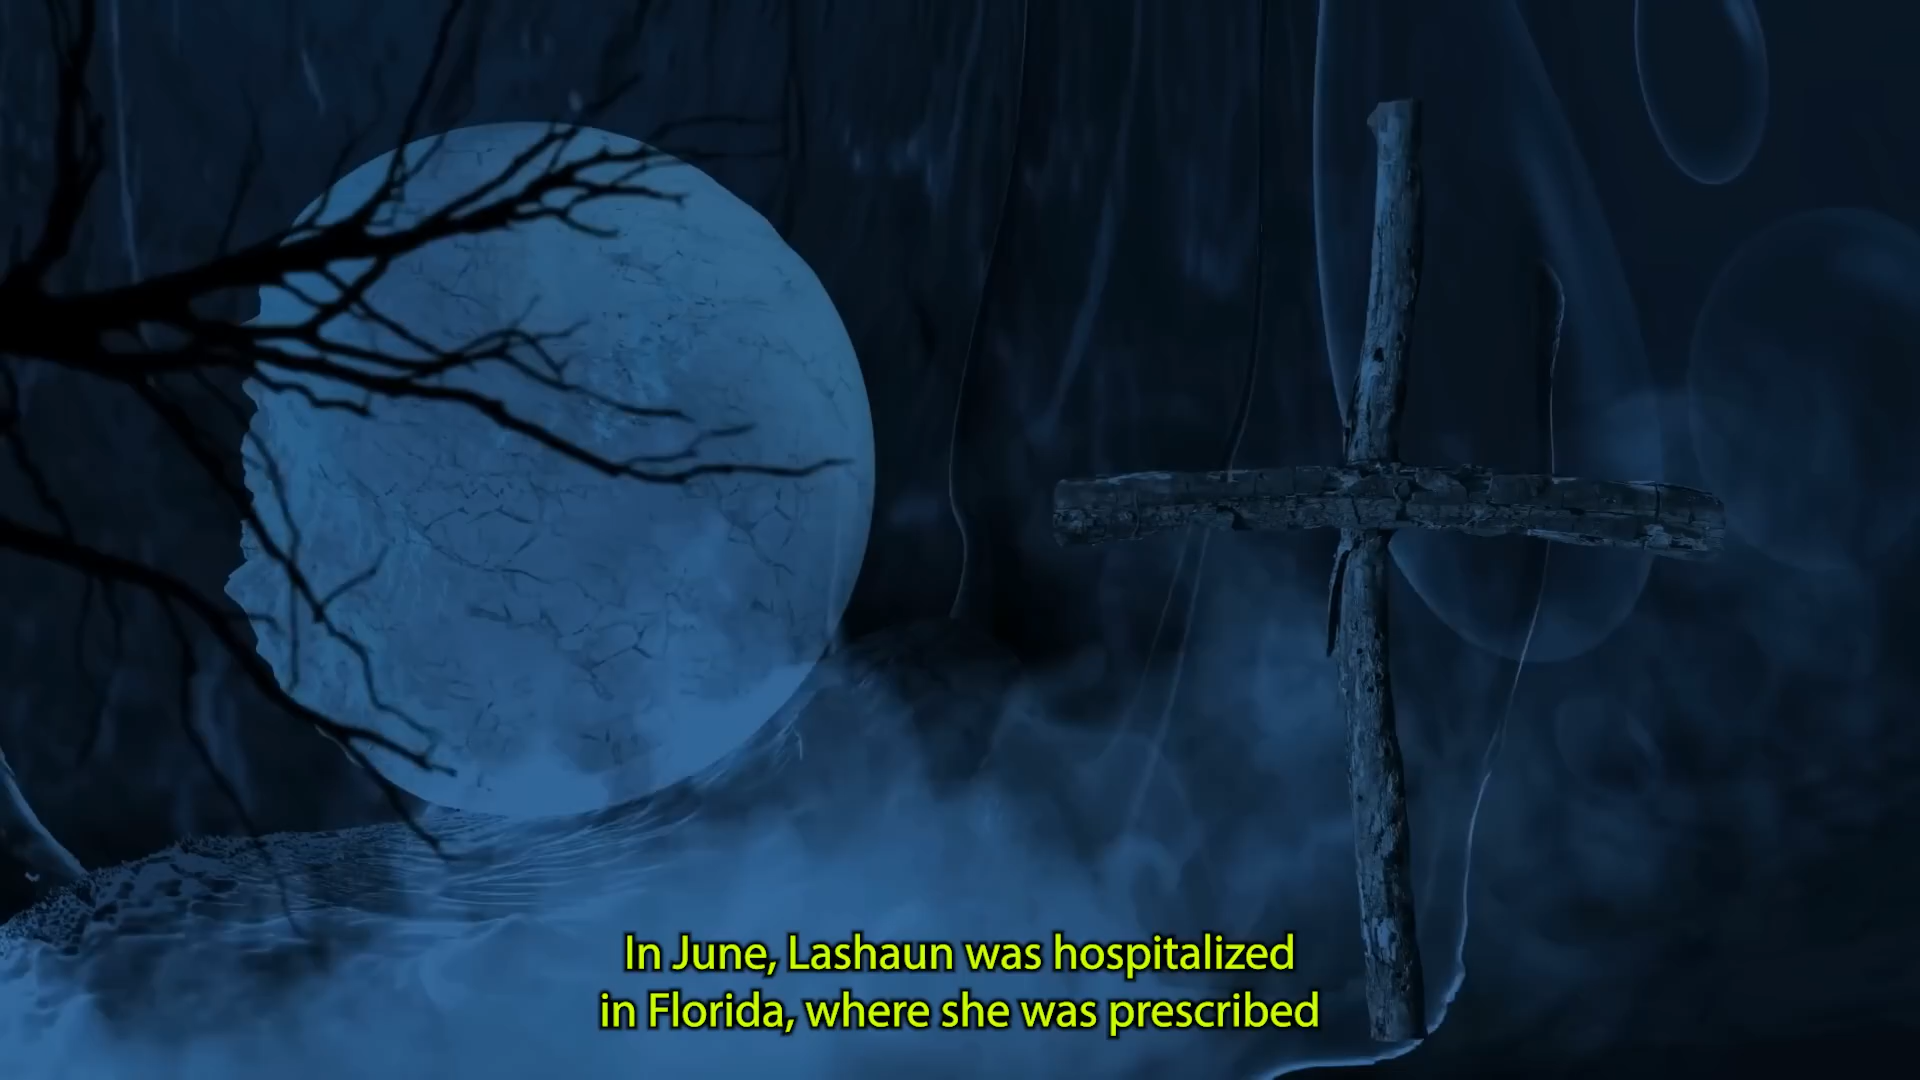 In June, Lashaun was hospitalized
in Florida, where she was prescribed